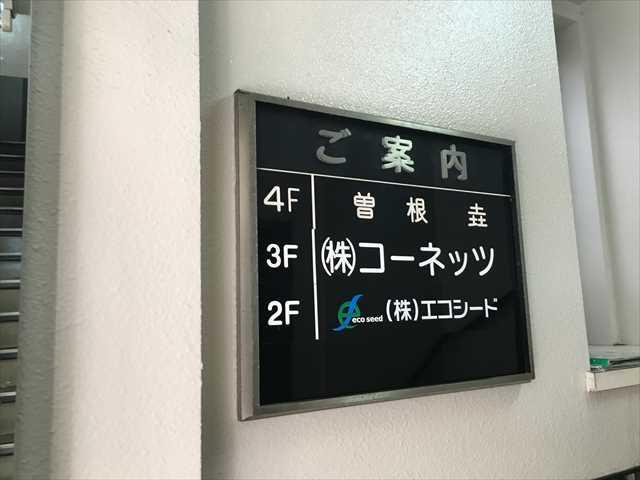 ご案内
4F 曽根 垚
3F ㈱コーネッツ
2F eco seed (株)エコシード